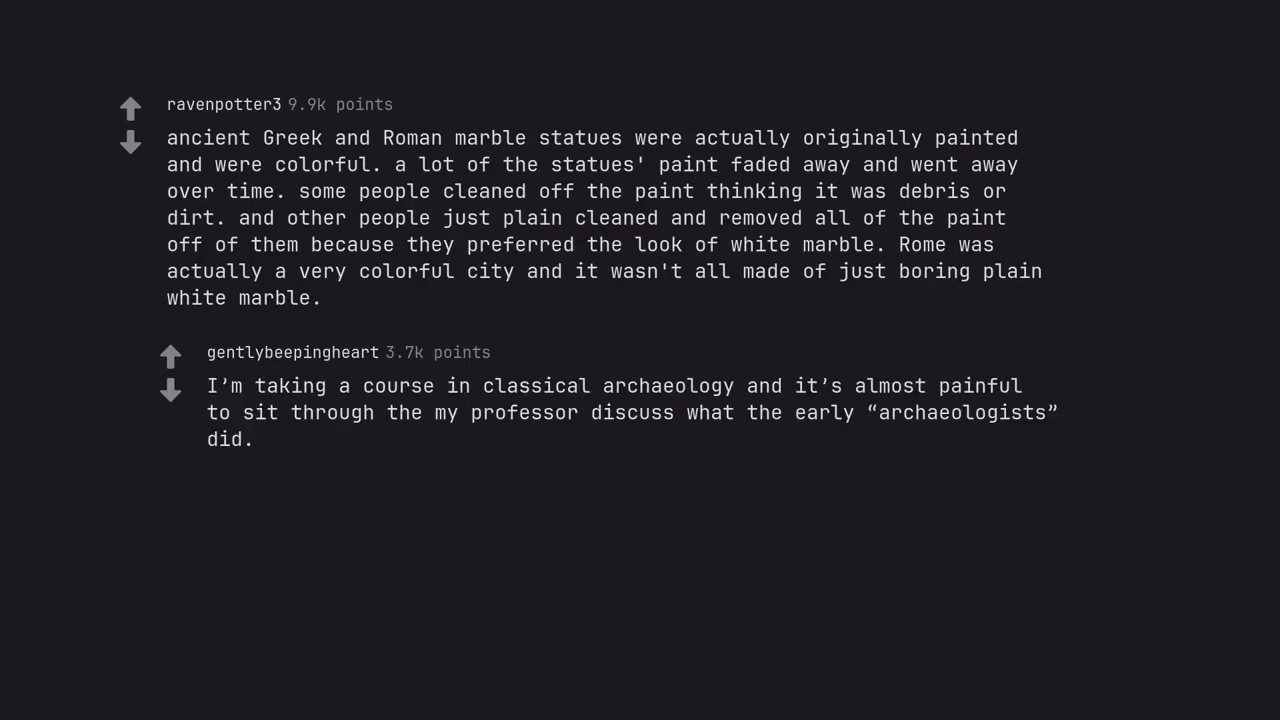 ravenpotter3 9.9k points
ancient Greek and Roman marble statues were actually originally painted
and were colorful. a lot of the statues' paint faded away and went away
over time. some people cleaned off the paint thinking it was debris or
dirt. and other people just plain cleaned and removed all of the paint
off of them because they preferred the look of white marble. Rome was
actually a very colorful city and it wasn't all made of just boring plain
white marble.
gentlybeepingheart 3.7k points
I’m taking a course in classical archaeology and it’s almost painful
to sit through the my professor discuss what the early “archaeologists”
did.